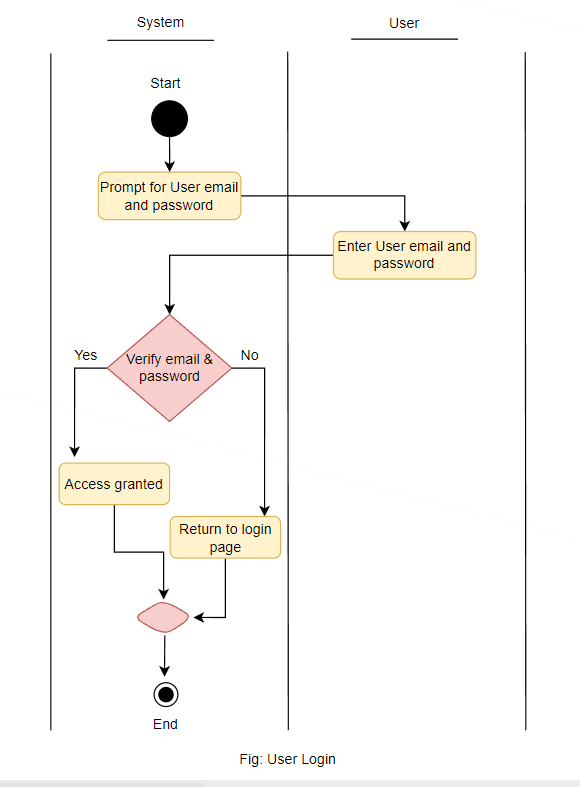 System
User
Start
Prompt for User email
and password
Enter User email and
password
Yes
Verify email &
password
No
Access granted
Return to login
page
End
Fig: User Login